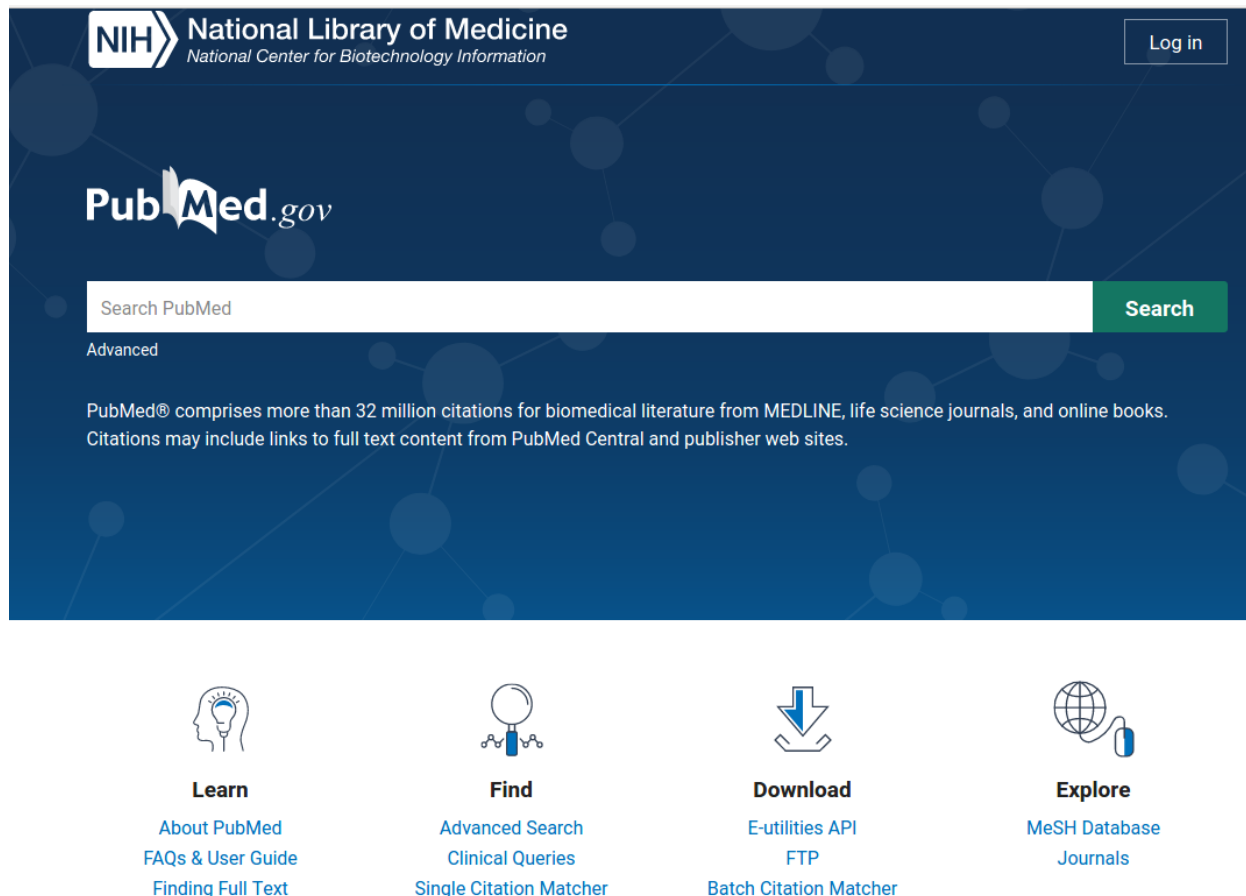 NIH
National Library of Medicine
National Center for Biotechnology Information
Log in
PubMed.gov
Search PubMed
Search
Advanced
PubMed® comprises more than 32 million citations for biomedical literature from MEDLINE, life science journals, and online books.
Citations may include links to full text content from PubMed Central and publisher web sites.
Learn
About PubMed
FAQs & User Guide
Finding Full Text
Find
Advanced Search
Clinical Queries
Single Citation Matcher
Download
E-utilities API
FTP
Batch Citation Matcher
Explore
MeSH Database
Journals